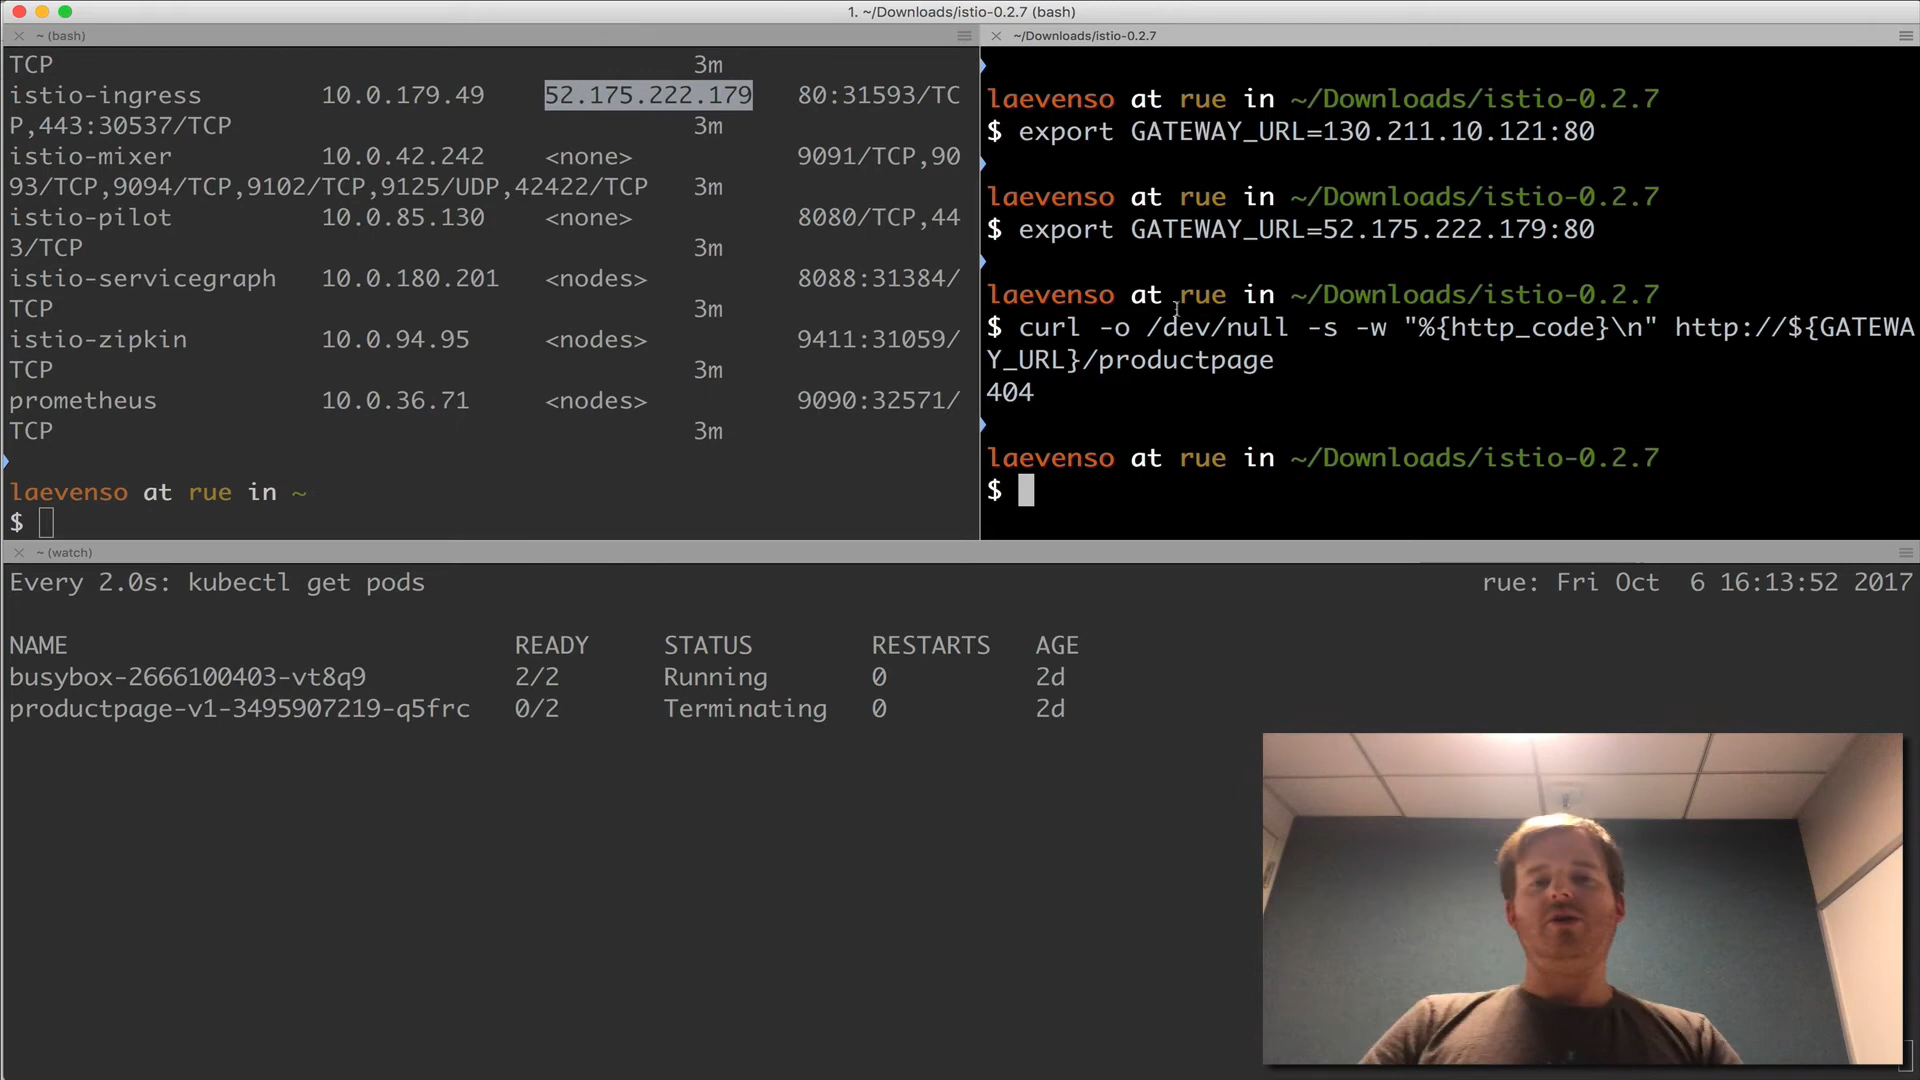 1. ~/Downloads/istio-0.2.7 (bash)
~ (bash)
TCP 3m
istio-ingress 10.0.179.49 52.175.222.179 80:31593/TC
P,443:30537/TCP 3m
istio-mixer 10.0.42.242 <none> 9091/TCP,90
93/TCP,9094/TCP,9102/TCP,9125/UDP,42422/TCP 3m
istio-pilot 10.0.85.130 <none> 8080/TCP,44
3/TCP 3m
istio-servicegraph 10.0.180.201 <nodes> 8088:31384/
TCP 3m
istio-zipkin 10.0.94.95 <nodes> 9411:31059/
TCP 3m
prometheus 10.0.36.71 <nodes> 9090:32571/
TCP 3m
laevenso at rue in ~
$
~/Downloads/istio-0.2.7
laevenso at rue in ~/Downloads/istio-0.2.7
$ export GATEWAY_URL=130.211.10.121:80
laevenso at rue in ~/Downloads/istio-0.2.7
$ export GATEWAY_URL=52.175.222.179:80
laevenso at rue in ~/Downloads/istio-0.2.7
$ curl -o /dev/null -s -w "%{http_code}\n" http://${GATEWA
Y_URL}/productpage
404
laevenso at rue in ~/Downloads/istio-0.2.7
$
~ (watch)
Every 2.0s: kubectl get pods rue: Fri Oct  6 16:13:52 2017
NAME READY STATUS RESTARTS AGE
busybox-2666100403-vt8q9 2/2 Running 0 2d
productpage-v1-3495907219-q5frc 0/2 Terminating 0 2d